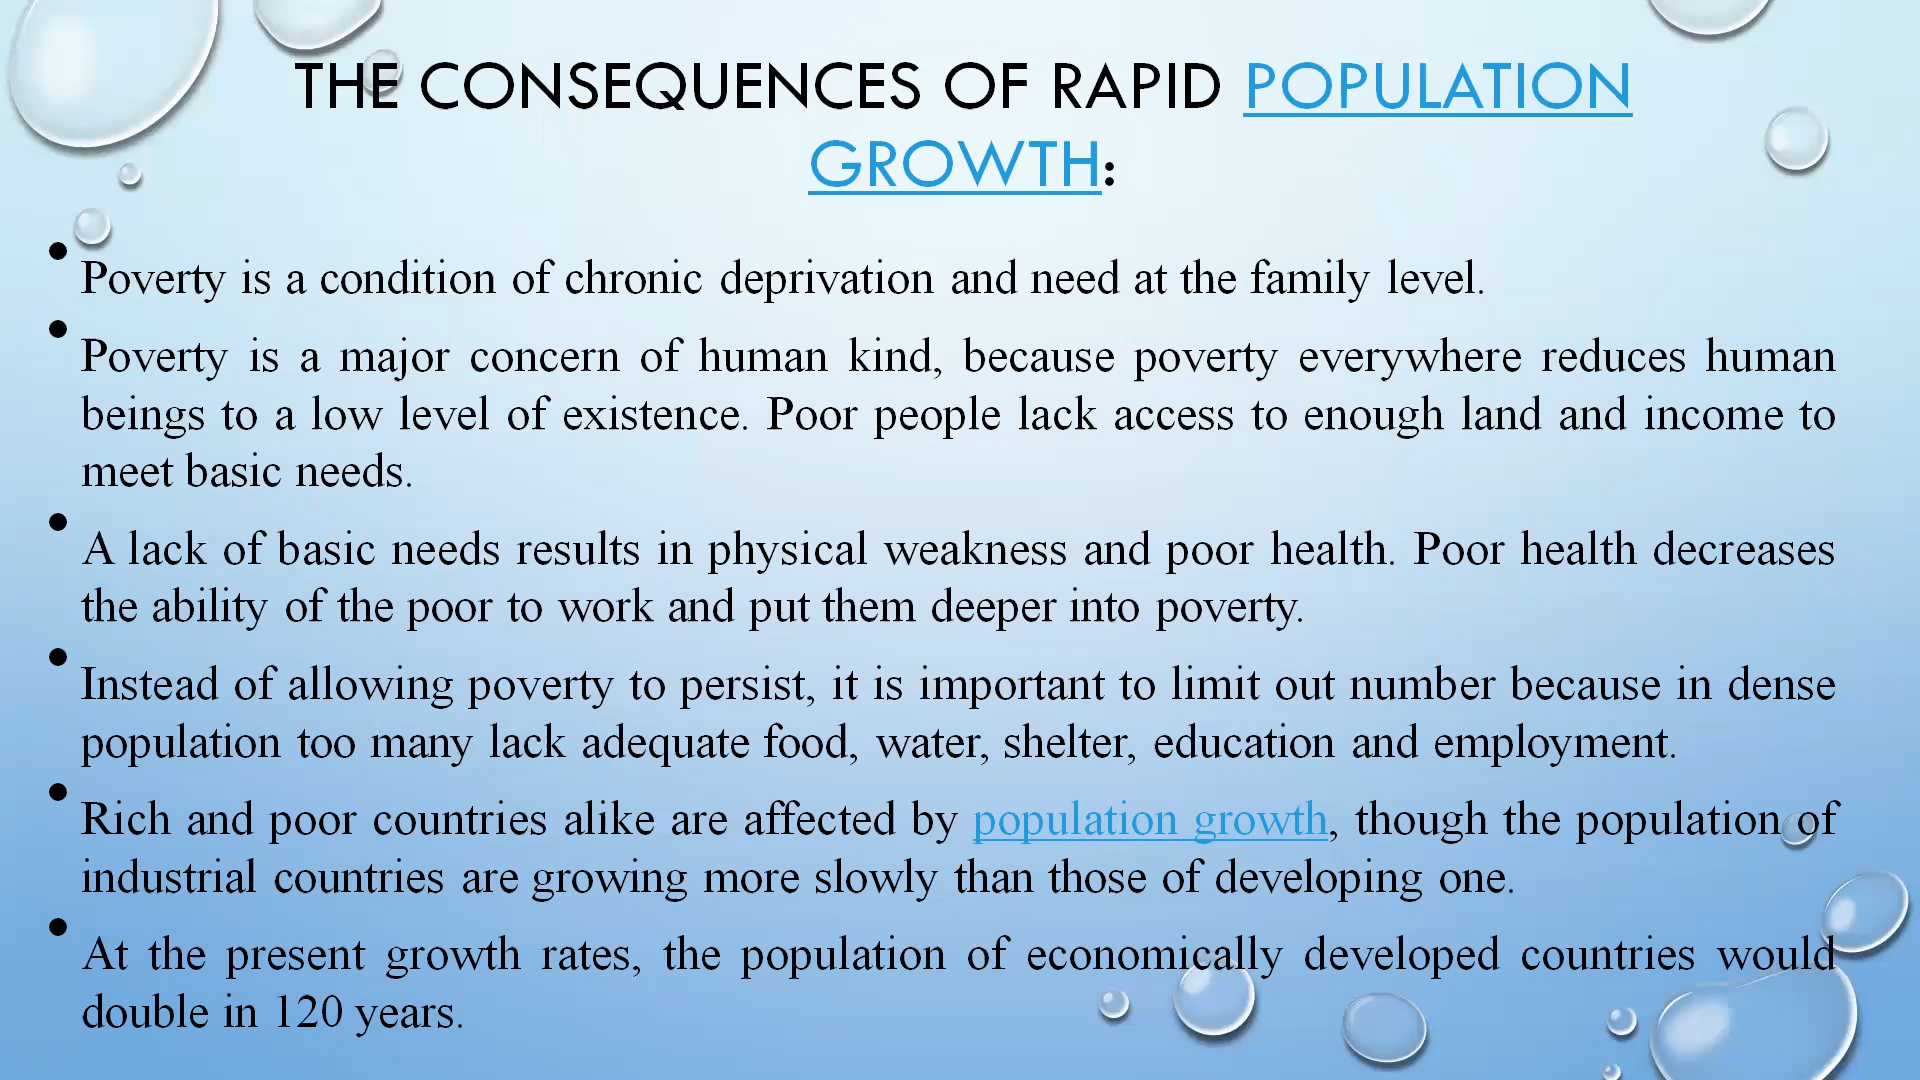 THE CONSEQUENCES OF RAPID POPULATION
GROWTH:
• Poverty is a condition of chronic deprivation and need at the family level.
• Poverty is a major concern of human kind, because poverty everywhere reduces human
beings to a low level of existence. Poor people lack access to enough land and income to
meet basic needs.
• A lack of basic needs results in physical weakness and poor health. Poor health decreases
the ability of the poor to work and put them deeper into poverty.
• Instead of allowing poverty to persist, it is important to limit out number because in dense
population too many lack adequate food, water, shelter, education and employment.
• Rich and poor countries alike are affected by population growth, though the population of
industrial countries are growing more slowly than those of developing one.
• At the present growth rates, the population of economically developed countries would
double in 120 years.